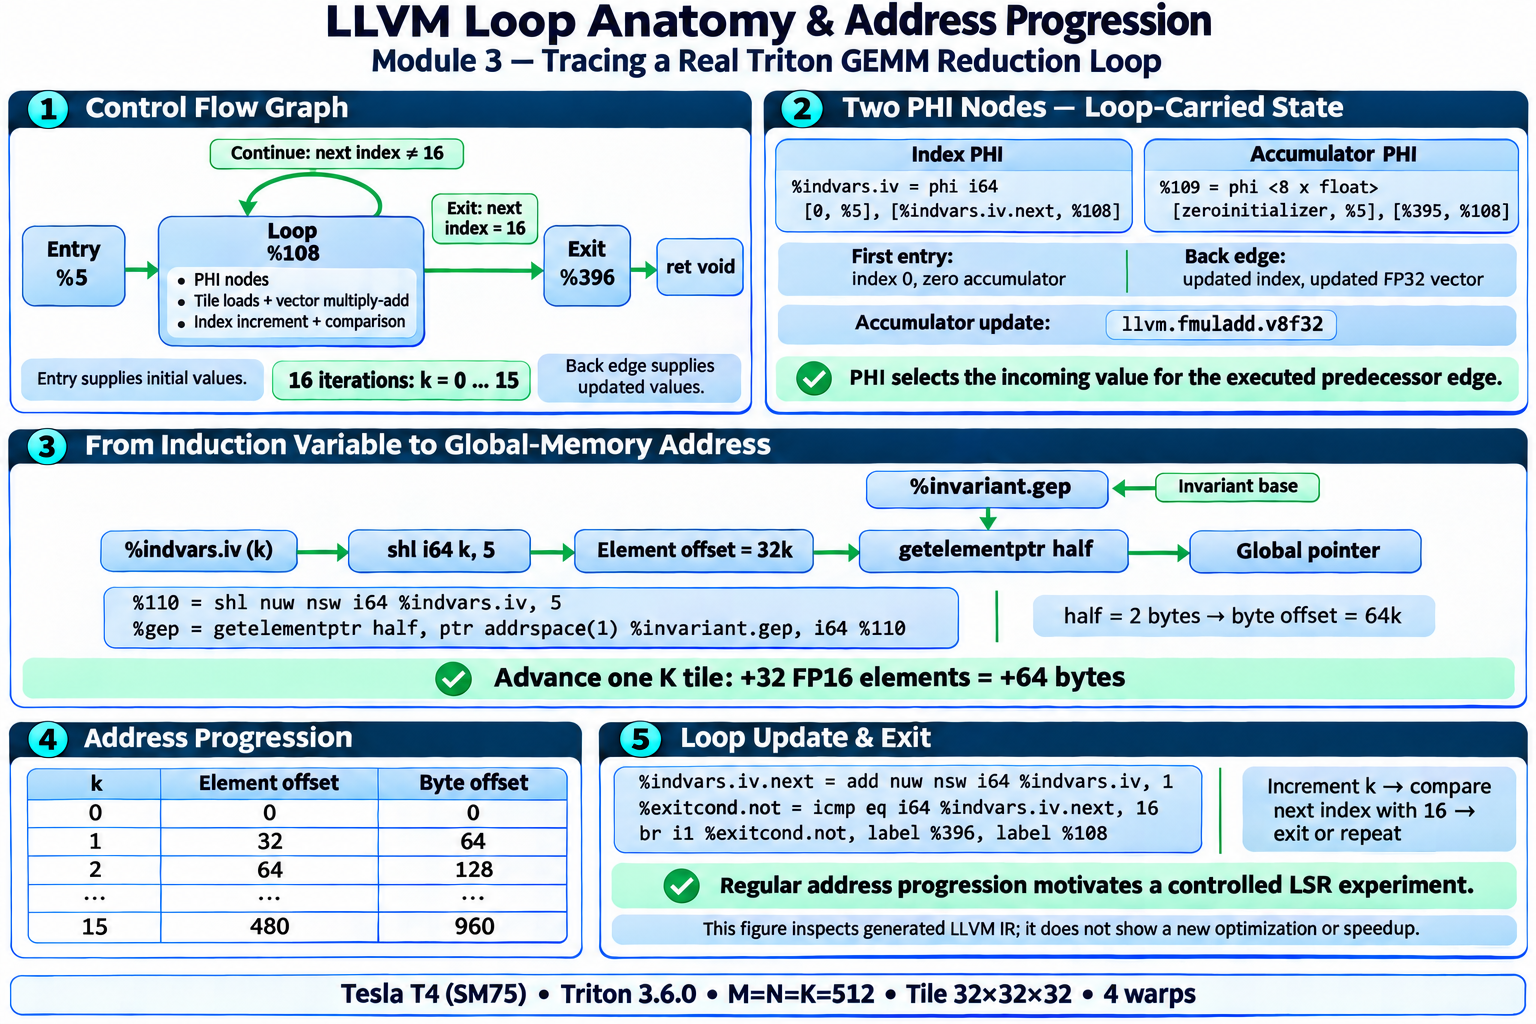 LLVM Loop Anatomy & Address Progression
Module 3 — Tracing a Real Triton GEMM Reduction Loop
1 Control Flow Graph
Continue: next index ≠ 16
Entry
%5
Loop
%108
• PHI nodes
• Tile loads + vector multiply-add
• Index increment + comparison
Exit: next
index = 16
Exit
%396
ret void
Entry supplies initial values.
16 iterations: k = 0 ... 15
Back edge supplies
updated values.
2 Two PHI Nodes — Loop-Carried State
Index PHI
%indvars.iv = phi i64
[0, %5], [%indvars.iv.next, %108]
Accumulator PHI
%109 = phi <8 x float>
[zeroinitializer, %5], [%395, %108]
First entry:
index 0, zero accumulator
Back edge:
updated index, updated FP32 vector
Accumulator update:
llvm.fmuladd.v8f32
PHI selects the incoming value for the executed predecessor edge.
3 From Induction Variable to Global-Memory Address
%invariant.gep
Invariant base
%indvars.iv (k)
shl i64 k, 5
Element offset = 32k
getelementptr half
Global pointer
%110 = shl nuw nsw i64 %indvars.iv, 5
%gep = getelementptr half, ptr addrspace(1) %invariant.gep, i64 %110
half = 2 bytes → byte offset = 64k
Advance one K tile: +32 FP16 elements = +64 bytes
4 Address Progression
k Element offset Byte offset
0 0 0
1 32 64
2 64 128
... ... ...
15 480 960
5 Loop Update & Exit
%indvars.iv.next = add nuw nsw i64 %indvars.iv, 1
%exitcond.not = icmp eq i64 %indvars.iv.next, 16
br i1 %exitcond.not, label %396, label %108
Increment k → compare
next index with 16 →
exit or repeat
Regular address progression motivates a controlled LSR experiment.
This figure inspects generated LLVM IR; it does not show a new optimization or speedup.
Tesla T4 (SM75) • Triton 3.6.0 • M=N=K=512 • Tile 32×32×32 • 4 warps